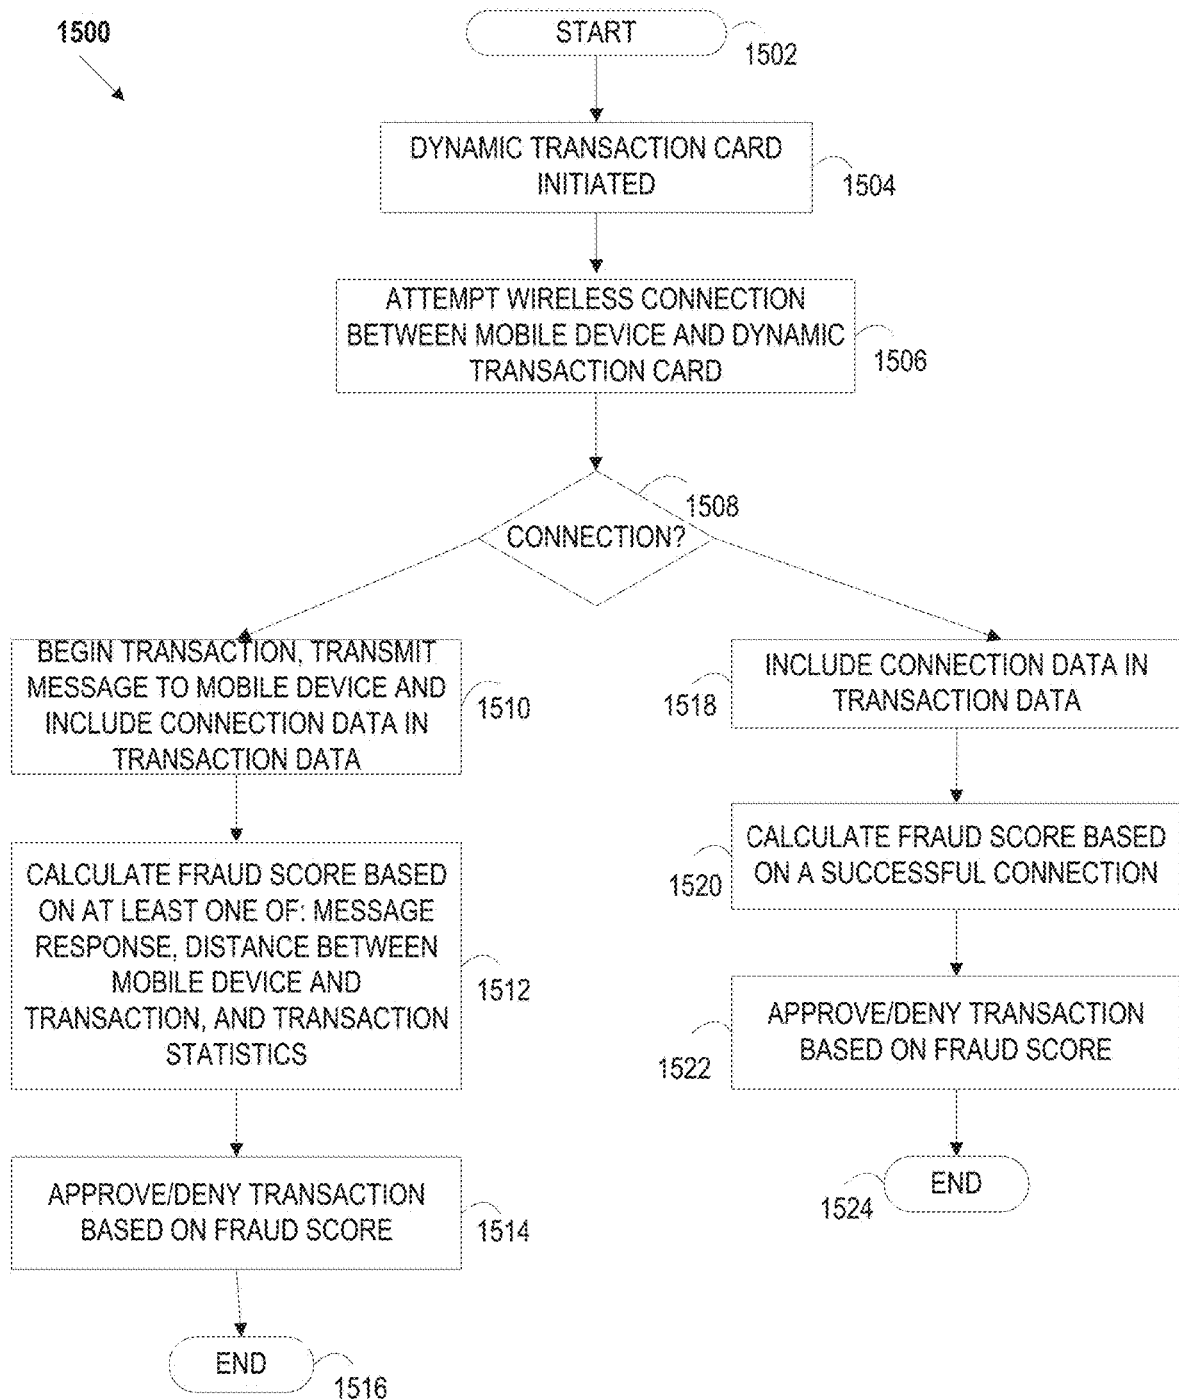 1500
START
1502
DYNAMIC TRANSACTION CARD
INITIATED
1504
ATTEMPT WIRELESS CONNECTION
BETWEEN MOBILE DEVICE AND DYNAMIC
TRANSACTION CARD
1506
1508
CONNECTION?
BEGIN TRANSACTION, TRANSMIT
MESSAGE TO MOBILE DEVICE AND
INCLUDE CONNECTION DATA IN
TRANSACTION DATA
1510
CALCULATE FRAUD SCORE BASED
ON AT LEAST ONE OF: MESSAGE
RESPONSE, DISTANCE BETWEEN
MOBILE DEVICE AND
TRANSACTION, AND TRANSACTION
STATISTICS
1512
APPROVE/DENY TRANSACTION
BASED ON FRAUD SCORE
1514
END
1516
INCLUDE CONNECTION DATA IN
TRANSACTION DATA
1518
CALCULATE FRAUD SCORE BASED
ON A SUCCESSFUL CONNECTION
1520
APPROVE/DENY TRANSACTION
BASED ON FRAUD SCORE
1522
END
1524